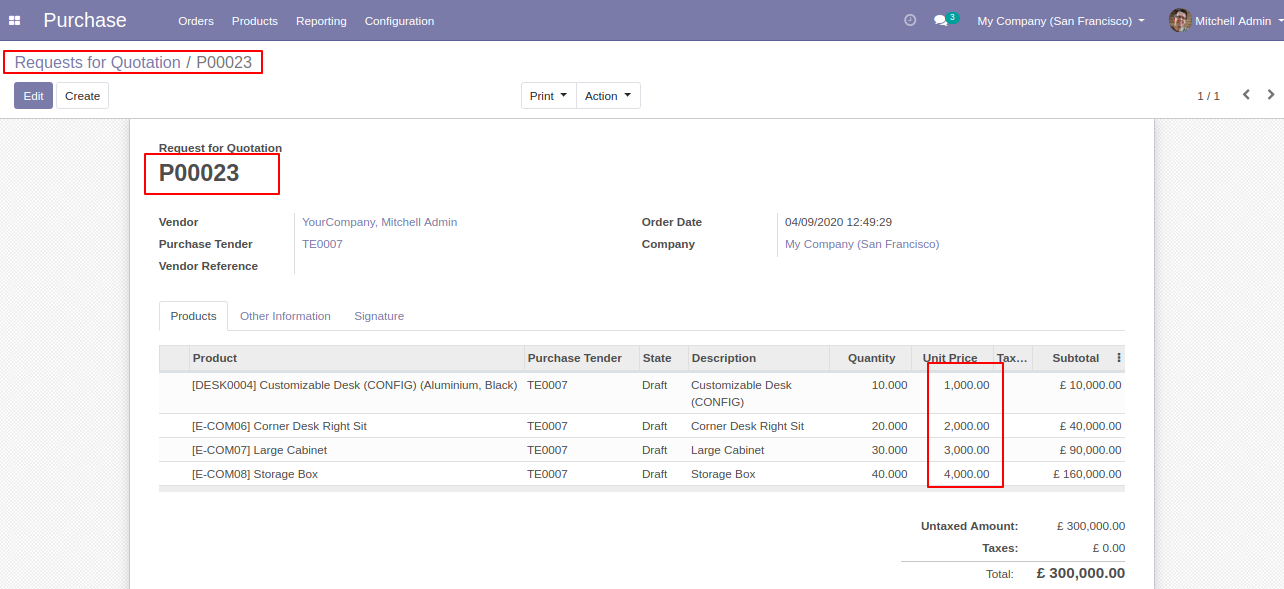 Purchase Orders Products Reporting Configuration 3 My Company (San Francisco) Mitchell Admin
Requests for Quotation / P00023
Edit Create Print Action 1 / 1
Request for Quotation
P00023
Vendor YourCompany, Mitchell Admin Order Date 04/09/2020 12:49:29
Purchase Tender TE0007 Company My Company (San Francisco)
Vendor Reference
Products Other Information Signature
Product Purchase Tender State Description Quantity Unit Price Tax… Subtotal
[DESK0004] Customizable Desk (CONFIG) (Aluminium, Black) TE0007 Draft Customizable Desk 10.000 1,000.00 £ 10,000.00
(CONFIG)
[E-COM06] Corner Desk Right Sit TE0007 Draft Corner Desk Right Sit 20.000 2,000.00 £ 40,000.00
[E-COM07] Large Cabinet TE0007 Draft Large Cabinet 30.000 3,000.00 £ 90,000.00
[E-COM08] Storage Box TE0007 Draft Storage Box 40.000 4,000.00 £ 160,000.00
Untaxed Amount: £ 300,000.00
Taxes: £ 0.00
Total: £ 300,000.00